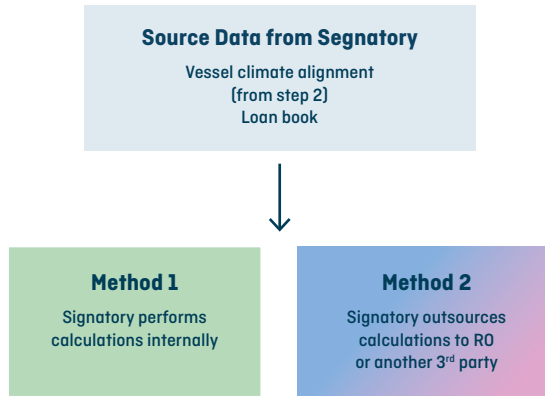 Source Data from Segnatory
Vessel climate alignment
(from step 2)
Loan book
Method 1
Signatory performs
calculations internally
Method 2
Signatory outsources
calculations to RO
or another 3rd party